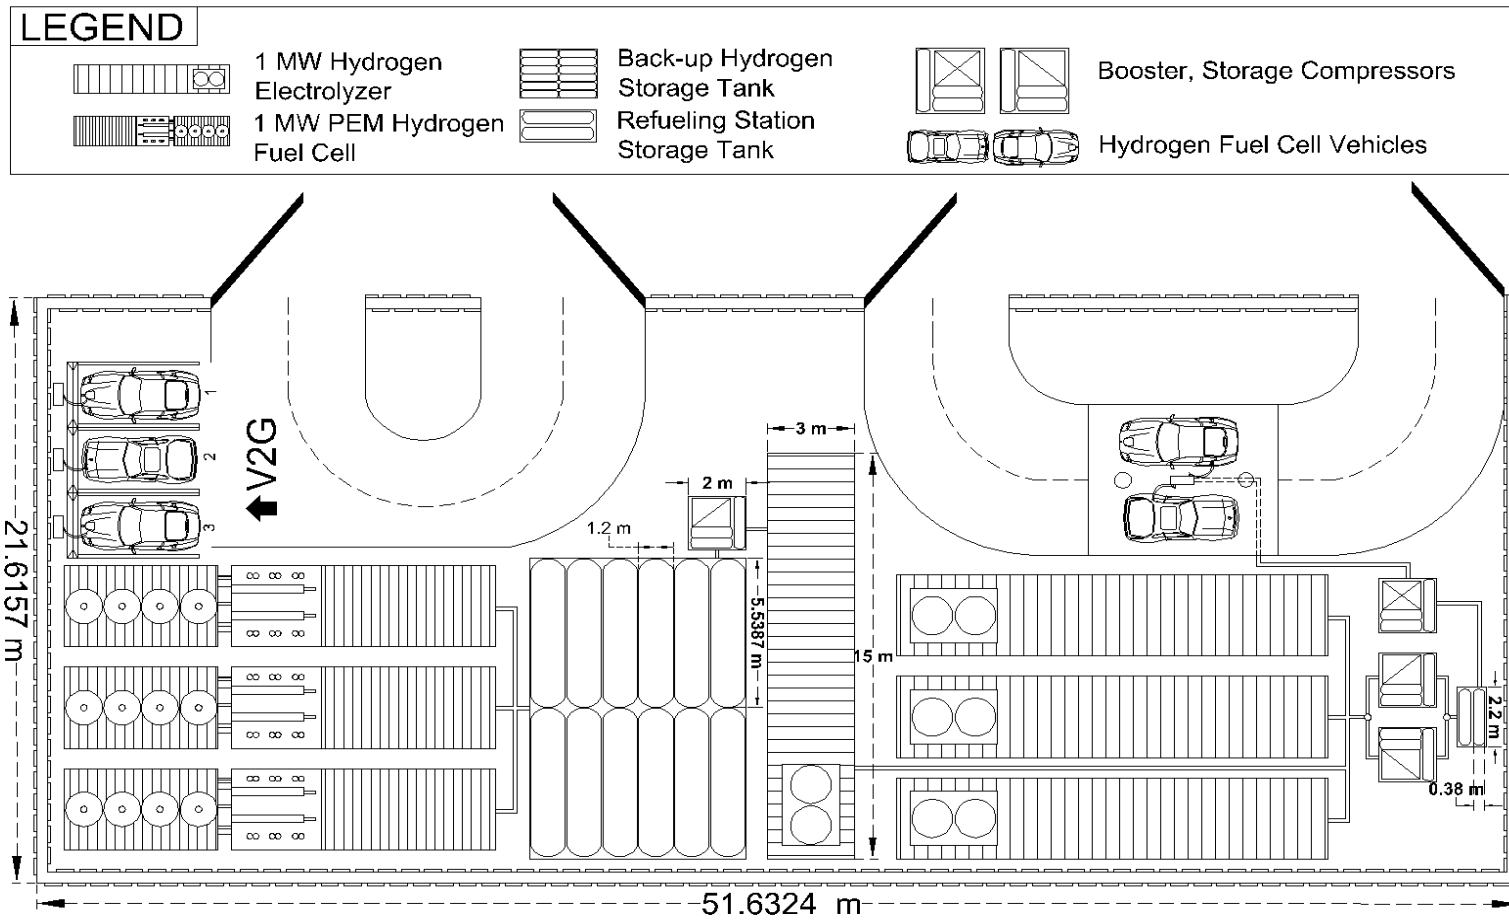 LEGEND
1 MW Hydrogen
Electrolyzer
1 MW PEM Hydrogen
Fuel Cell
Back-up Hydrogen
Storage Tank
Refueling Station
Storage Tank
Booster, Storage Compressors
Hydrogen Fuel Cell Vehicles
1
2
3
V2G
3 m
2 m
1.2 m
5.5387 m
15 m
2.2 m
0.38 m
21.6157 m
51.6324 m